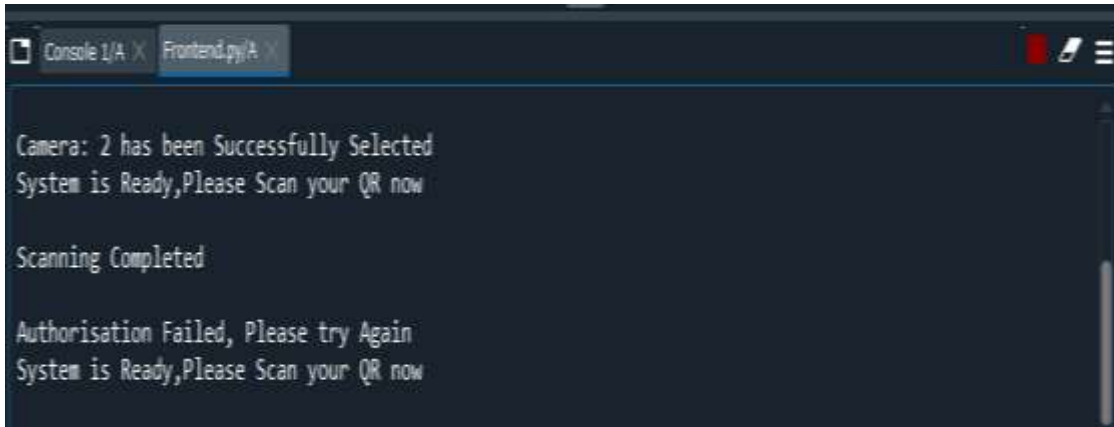 Console 1/A
Frontend.py/A
Camera: 2 has been Successfully Selected
System is Ready,Please Scan your QR now
Scanning Completed
Authorisation Failed, Please try Again
System is Ready,Please Scan your QR now